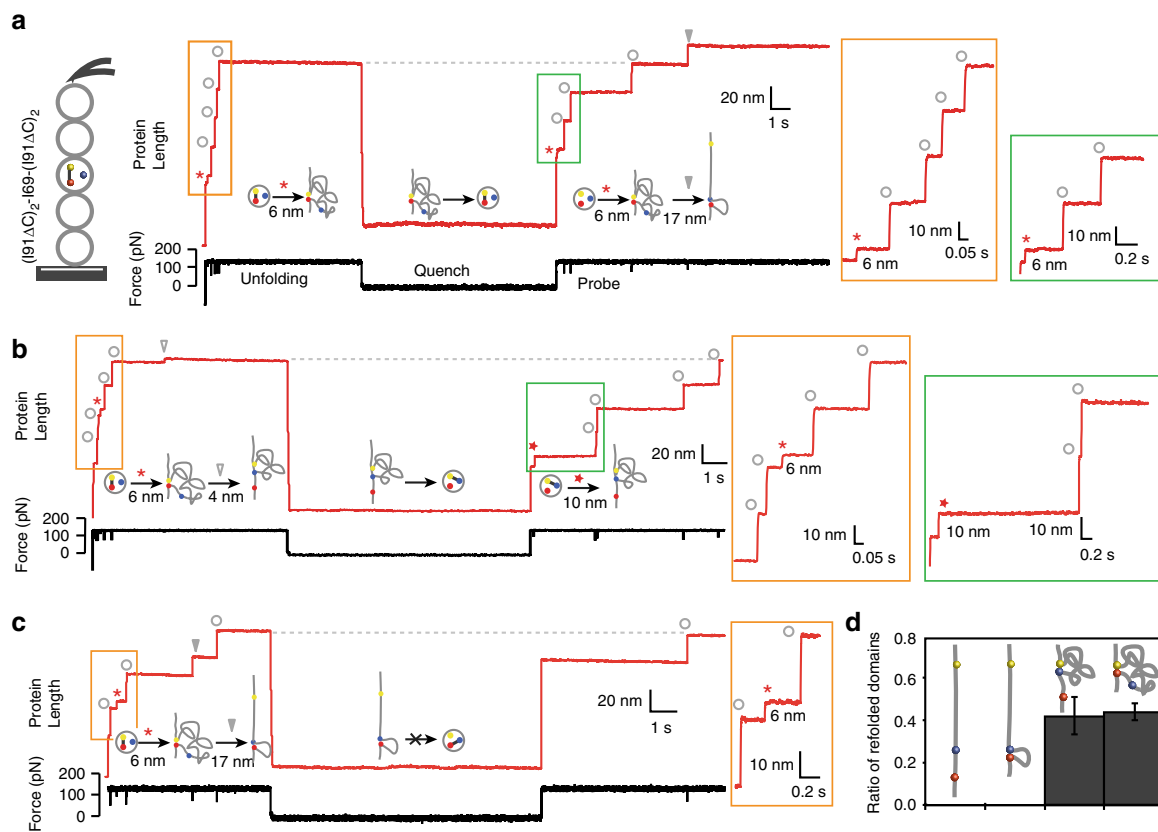 a
(I91ΔC)2-I69-(I91ΔC)2
Protein
Length
*
*
20 nm
1 s
*
6 nm
*
6 nm
17 nm
Force (pN)
200
100
0
Unfolding
Quench
Probe
*
6 nm
10 nm
0.05 s
*
6 nm
10 nm
0.2 s
b
Protein
Length
*
20 nm
1 s
*
6 nm
4 nm
10 nm
Force (pN)
200
100
0
*
6 nm
10 nm
0.05 s
10 nm
10 nm
0.2 s
c
Protein
Length
*
20 nm
1 s
*
6 nm
17 nm
Force (pN)
200
100
0
*
6 nm
10 nm
0.2 s
d
Ratio of refolded domains
0.8
0.6
0.4
0.2
0.0